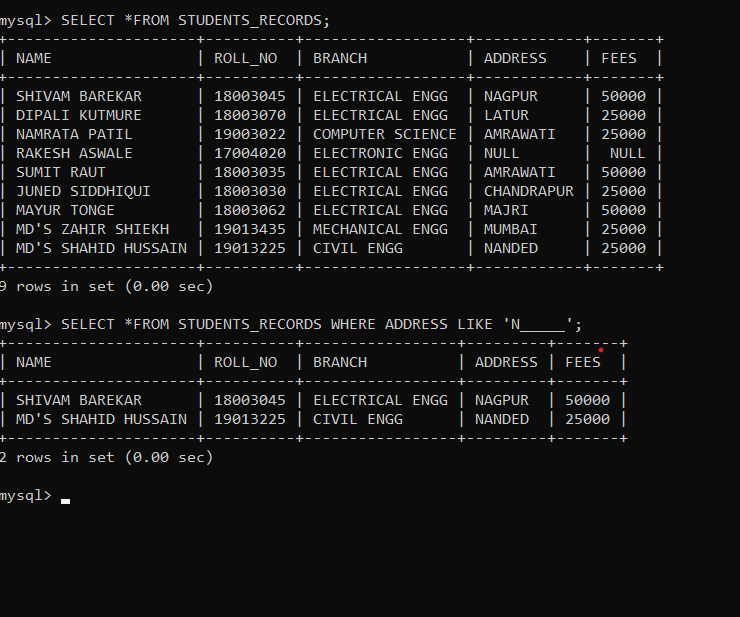 mysql> SELECT *FROM STUDENTS_RECORDS;
+---------------------+----------+------------------+------------+-------+
| NAME                | ROLL_NO  | BRANCH           | ADDRESS    | FEES  |
+---------------------+----------+------------------+------------+-------+
| SHIVAM BAREKAR      | 18003045 | ELECTRICAL ENGG  | NAGPUR     | 50000 |
| DIPALI KUTMURE      | 18003070 | ELECTRICAL ENGG  | LATUR      | 25000 |
| NAMRATA PATIL       | 19003022 | COMPUTER SCIENCE | AMRAWATI   | 25000 |
| RAKESH ASWALE       | 17004020 | ELECTRONIC ENGG  | NULL       |  NULL |
| SUMIT RAUT          | 18003035 | ELECTRICAL ENGG  | AMRAWATI   | 50000 |
| JUNED SIDDHIQUI     | 18003030 | ELECTRICAL ENGG  | CHANDRAPUR | 25000 |
| MAYUR TONGE         | 18003062 | ELECTRICAL ENGG  | MAJRI      | 50000 |
| MD'S ZAHIR SHIEKH   | 19013435 | MECHANICAL ENGG  | MUMBAI     | 25000 |
| MD'S SHAHID HUSSAIN | 19013225 | CIVIL ENGG       | NANDED     | 25000 |
+---------------------+----------+------------------+------------+-------+
9 rows in set (0.00 sec)
mysql> SELECT *FROM STUDENTS_RECORDS WHERE ADDRESS LIKE 'N_____';
+---------------------+----------+-----------------+---------+-------+
| NAME                | ROLL_NO  | BRANCH          | ADDRESS | FEES  |
+---------------------+----------+-----------------+---------+-------+
| SHIVAM BAREKAR      | 18003045 | ELECTRICAL ENGG | NAGPUR  | 50000 |
| MD'S SHAHID HUSSAIN | 19013225 | CIVIL ENGG      | NANDED  | 25000 |
+---------------------+----------+-----------------+---------+-------+
2 rows in set (0.00 sec)
mysql>